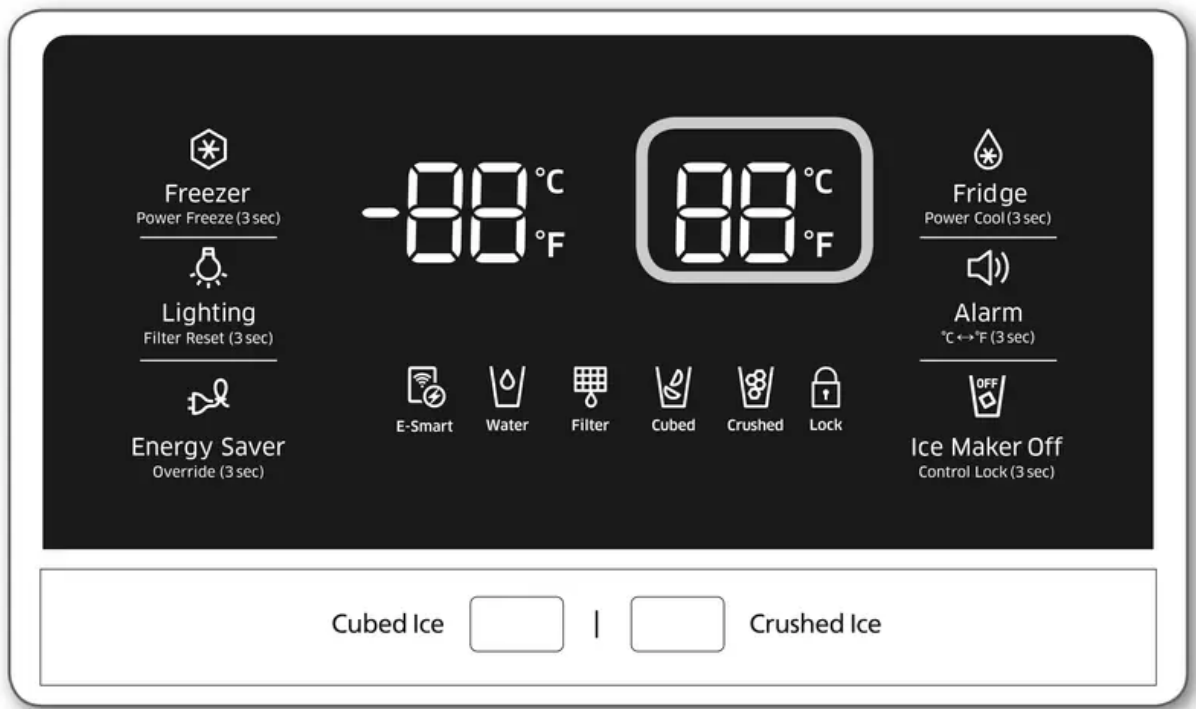 Freezer
Power Freeze (3 sec)
Lighting
Filter Reset (3 sec)
Energy Saver
Override (3 sec)
-88 °C °F
88 °C °F
E-Smart
Water
Filter
Cubed
Crushed
Lock
Fridge
Power Cool (3 sec)
Alarm
°C↔°F (3 sec)
OFF
Ice Maker Off
Control Lock (3 sec)
Cubed Ice | Crushed Ice